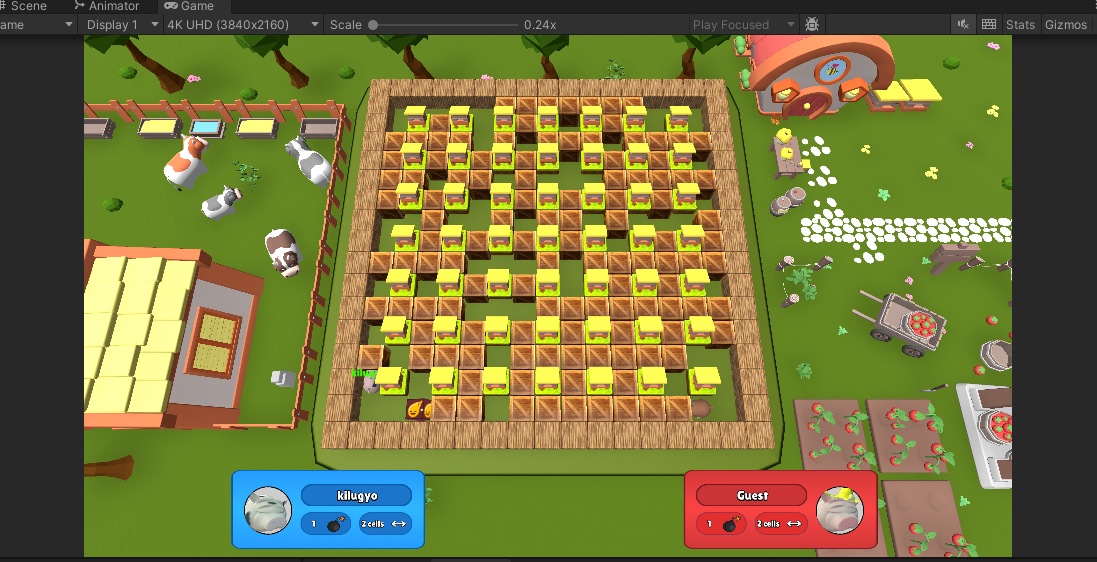 Scene
Animator
Game
ame
Display 1
4K UHD (3840x2160)
Scale
0.24x
Play Focused
Stats
Gizmos
kilugyo
1
2 cells
Guest
1
2 cells